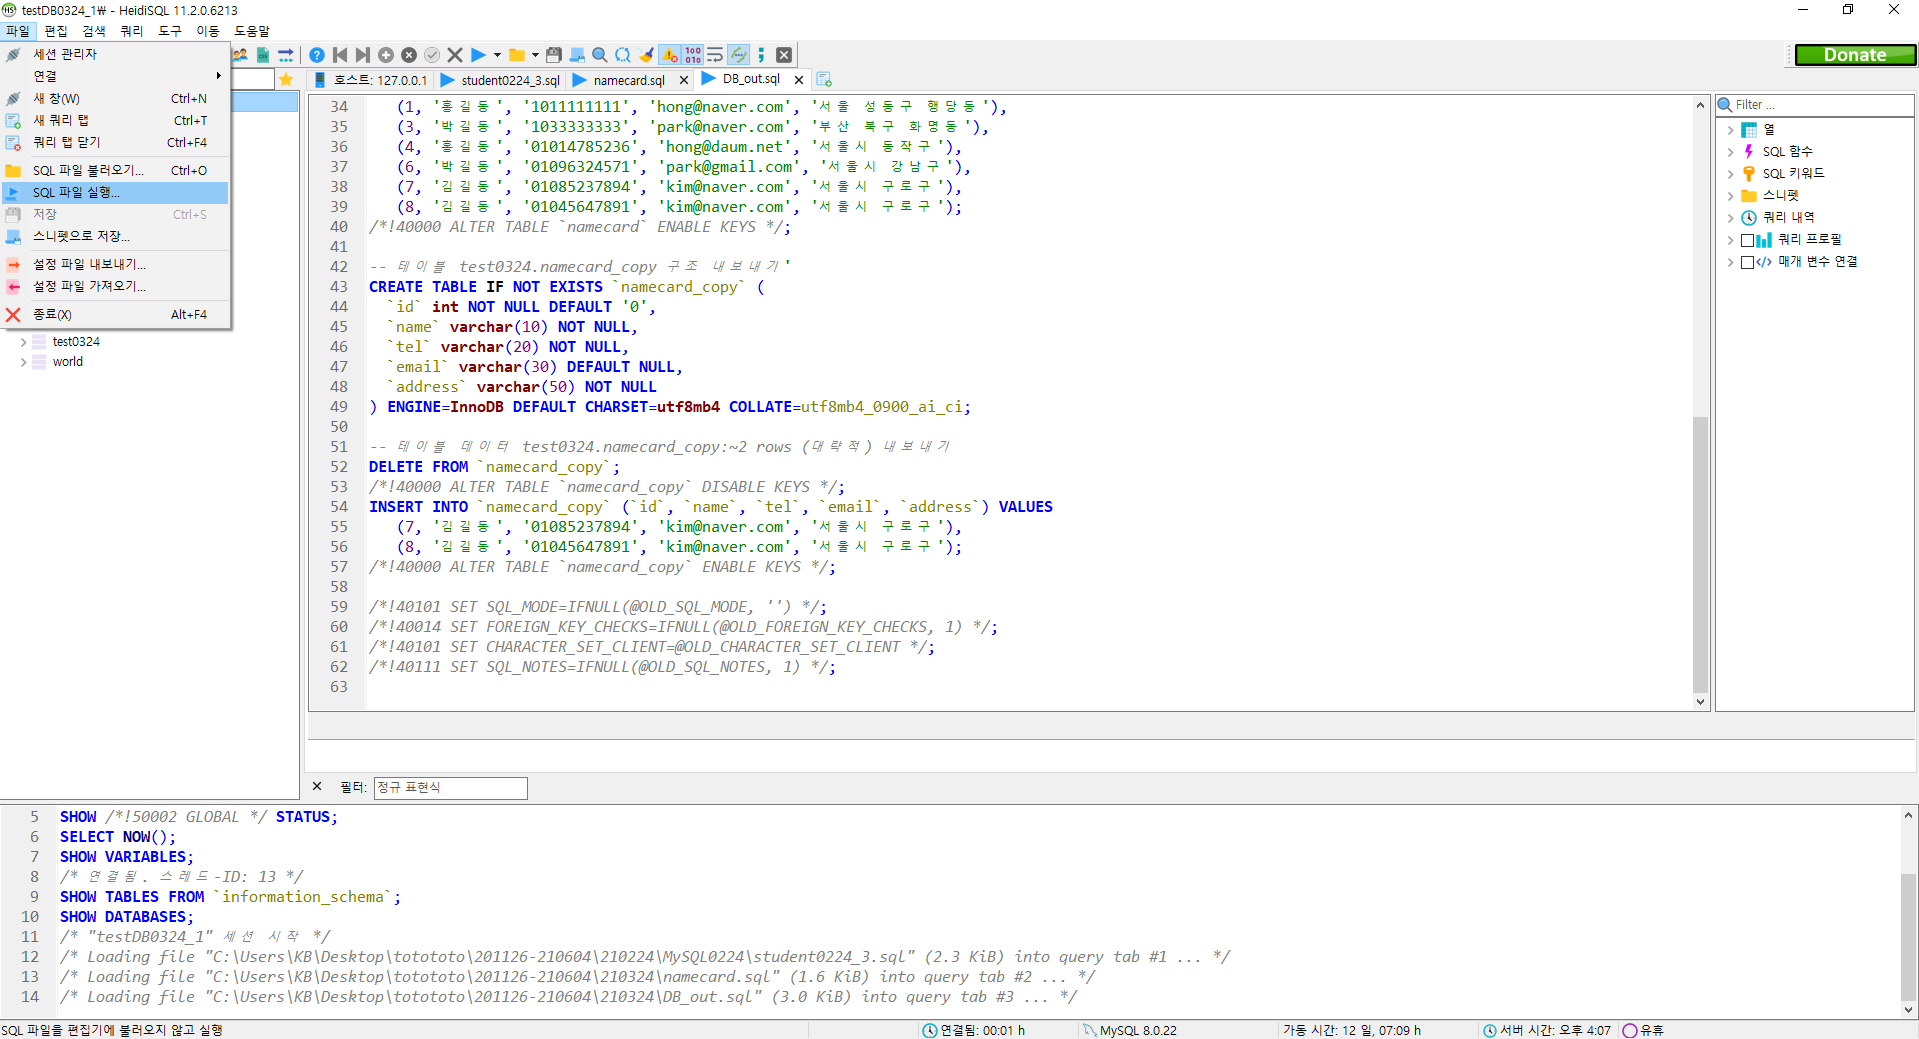 testDB0324_1₩ - HeidiSQL 11.2.0.6213
파일 편집 검색 쿼리 도구 이동 도움말
Donate
세션 관리자
연결
새 창(W) Ctrl+N
새 쿼리 탭 Ctrl+T
쿼리 탭 닫기 Ctrl+F4
SQL 파일 불러오기... Ctrl+O
SQL 파일 실행...
저장 Ctrl+S
스니펫으로 저장...
설정 파일 내보내기...
설정 파일 가져오기...
종료(X) Alt+F4
test0324
world
호스트: 127.0.0.1 student0224_3.sql namecard.sql DB_out.sql
34 (1, '홍길동', '1011111111', 'hong@naver.com', '서울 성동구 행당동'),
35 (3, '박길동', '1033333333', 'park@naver.com', '부산 북구 화명동'),
36 (4, '홍길동', '01014785236', 'hong@daum.net', '서울시 동작구'),
37 (6, '박길동', '01096324571', 'park@gmail.com', '서울시 강남구'),
38 (7, '김길동', '01085237894', 'kim@naver.com', '서울시 구로구'),
39 (8, '김길동', '01045647891', 'kim@naver.com', '서울시 구로구');
40 /*!40000 ALTER TABLE `namecard` ENABLE KEYS */;
41
42 -- 테이블 test0324.namecard_copy 구조 내보내기'
43 CREATE TABLE IF NOT EXISTS `namecard_copy` (
44 `id` int NOT NULL DEFAULT '0',
45 `name` varchar(10) NOT NULL,
46 `tel` varchar(20) NOT NULL,
47 `email` varchar(30) DEFAULT NULL,
48 `address` varchar(50) NOT NULL
49 ) ENGINE=InnoDB DEFAULT CHARSET=utf8mb4 COLLATE=utf8mb4_0900_ai_ci;
50
51 -- 테이블 데이터 test0324.namecard_copy:~2 rows (대략적) 내보내기
52 DELETE FROM `namecard_copy`;
53 /*!40000 ALTER TABLE `namecard_copy` DISABLE KEYS */;
54 INSERT INTO `namecard_copy` (`id`, `name`, `tel`, `email`, `address`) VALUES
55 (7, '김길동', '01085237894', 'kim@naver.com', '서울시 구로구'),
56 (8, '김길동', '01045647891', 'kim@naver.com', '서울시 구로구');
57 /*!40000 ALTER TABLE `namecard_copy` ENABLE KEYS */;
58
59 /*!40101 SET SQL_MODE=IFNULL(@OLD_SQL_MODE, '') */;
60 /*!40014 SET FOREIGN_KEY_CHECKS=IFNULL(@OLD_FOREIGN_KEY_CHECKS, 1) */;
61 /*!40101 SET CHARACTER_SET_CLIENT=@OLD_CHARACTER_SET_CLIENT */;
62 /*!40111 SET SQL_NOTES=IFNULL(@OLD_SQL_NOTES, 1) */;
63
Filter ...
열
SQL 함수
SQL 키워드
스니펫
쿼리 내역
쿼리 프로필
매개 변수 연결
필터: 정규 표현식
5 SHOW /*!50002 GLOBAL */ STATUS;
6 SELECT NOW();
7 SHOW VARIABLES;
8 /* 연결됨. 스레드-ID: 13 */
9 SHOW TABLES FROM `information_schema`;
10 SHOW DATABASES;
11 /* "testDB0324_1" 세션 시작 */
12 /* Loading file "C:\Users\KB\Desktop\totototo\201126-210604\210224\MySQL0224\student0224_3.sql" (2.3 KiB) into query tab #1 ... */
13 /* Loading file "C:\Users\KB\Desktop\totototo\201126-210604\210324\namecard.sql" (1.6 KiB) into query tab #2 ... */
14 /* Loading file "C:\Users\KB\Desktop\totototo\201126-210604\210324\DB_out.sql" (3.0 KiB) into query tab #3 ... */
SQL 파일을 편집기에 불러오지 않고 실행 연결됨: 00:01 h MySQL 8.0.22 가동 시간: 12 일, 07:09 h 서버 시간: 오후 4:07 유휴